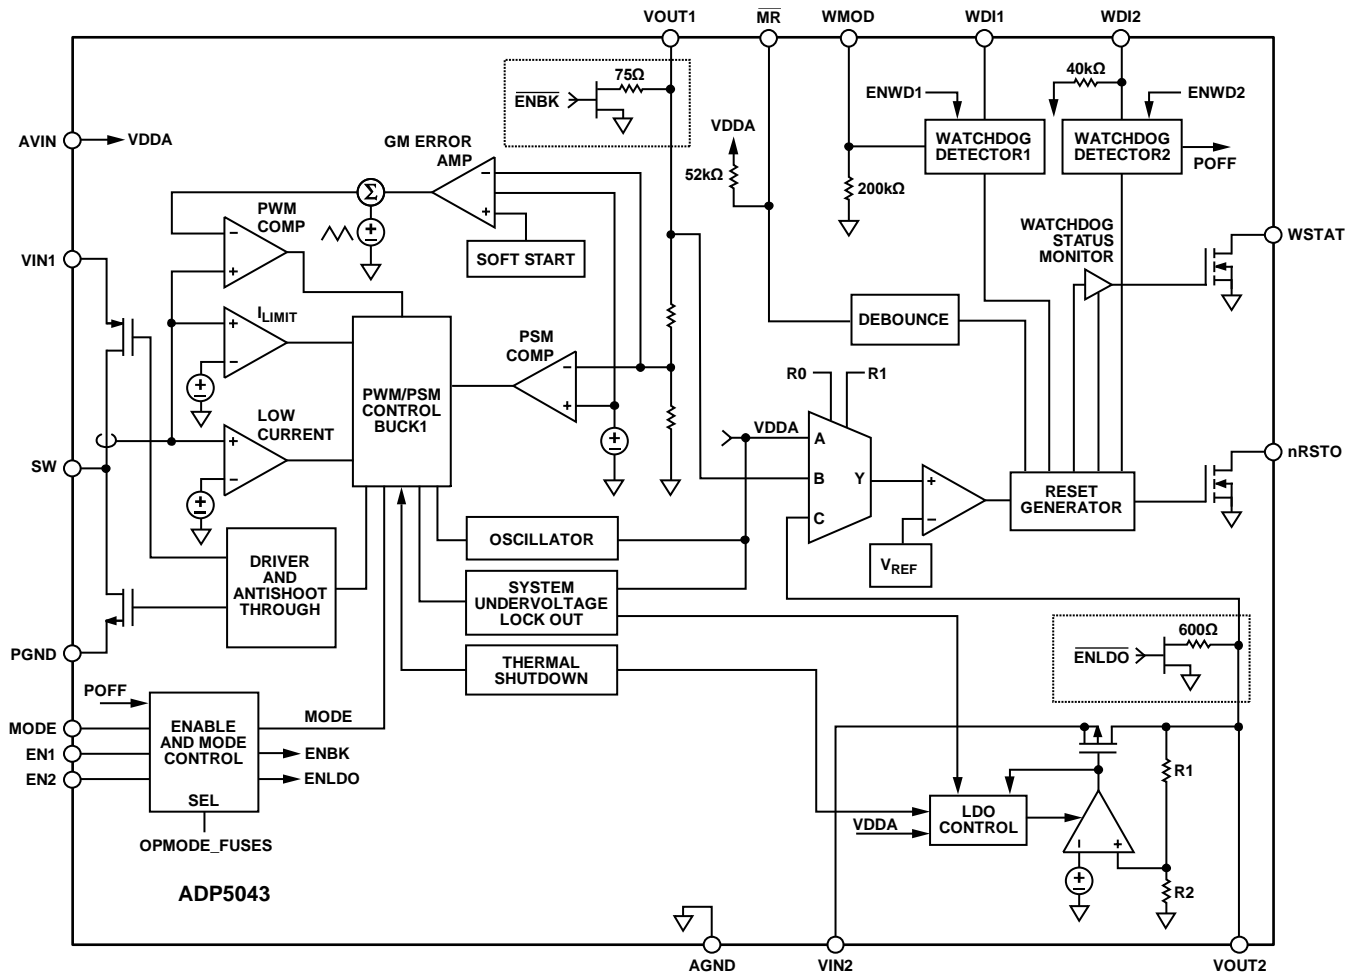 VOUT1
MR
WMOD
WDI1
WDI2
75Ω
ENBK
40kΩ
ENWD1
ENWD2
AVIN
VDDA
GM ERROR
AMP
VDDA
WATCHDOG
DETECTOR1
WATCHDOG
DETECTOR2
POFF
52kΩ
200kΩ
Σ
PWM
COMP
SOFT START
WATCHDOG
STATUS
MONITOR
WSTAT
VIN1
ILIMIT
DEBOUNCE
PSM
COMP
PWM/PSM
CONTROL
BUCK1
R0
R1
LOW
CURRENT
VDDA
A
B
C
Y
SW
nRSTO
RESET
GENERATOR
VREF
OSCILLATOR
DRIVER
AND
ANTISHOOT
THROUGH
SYSTEM
UNDERVOLTAGE
LOCK OUT
600Ω
ENLDO
PGND
THERMAL
SHUTDOWN
POFF
MODE
EN1
EN2
ENABLE
AND MODE
CONTROL
SEL
MODE
ENBK
ENLDO
OPMODE_FUSES
R1
VDDA
LDO
CONTROL
R2
ADP5043
AGND
VIN2
VOUT2